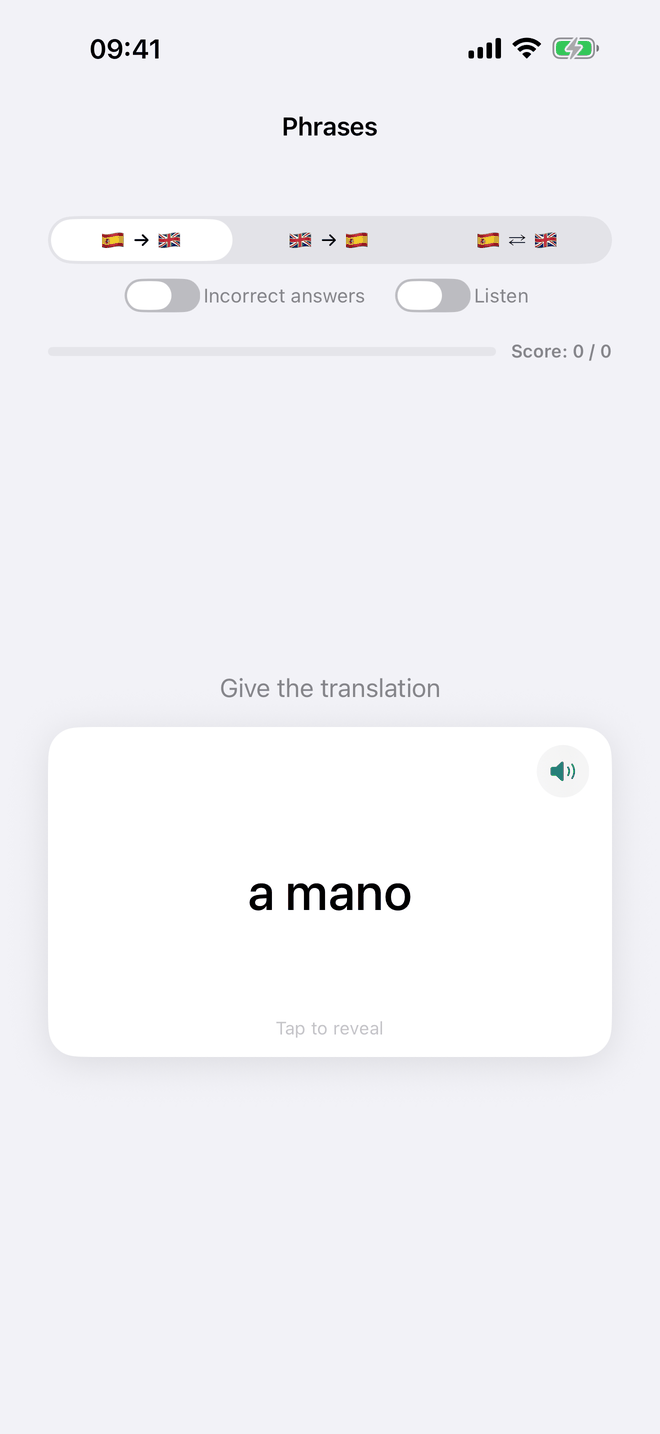 09:41
Phrases
🇪🇸 → 🇬🇧 🇬🇧 → 🇪🇸 🇪🇸 ⇄ 🇬🇧
Incorrect answers Listen
Score: 0 / 0
Give the translation
a mano
Tap to reveal